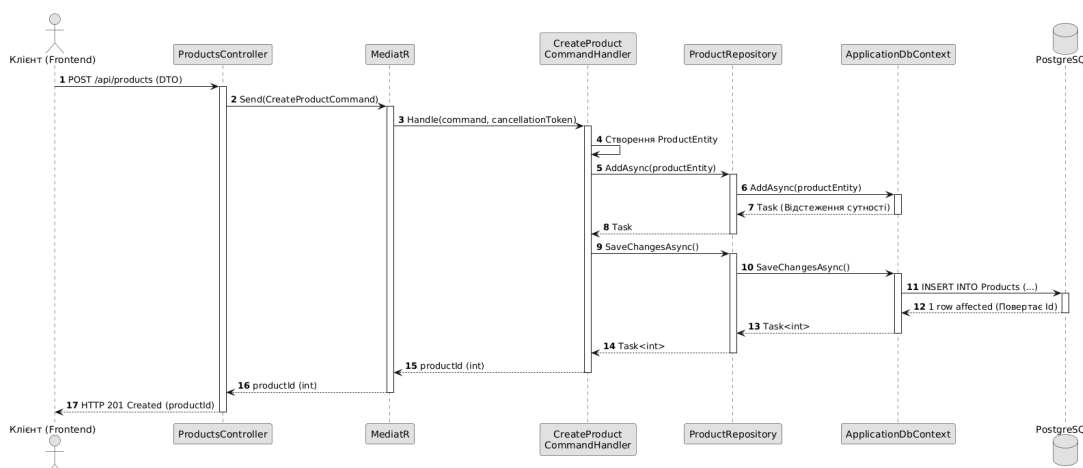 Клієнт (Frontend)
ProductsController
MediatR
CreateProduct
CommandHandler
ProductRepository
ApplicationDbContext
PostgreSQ
1 POST /api/products (DTO)
2 Send(CreateProductCommand)
3 Handle(command, cancellationToken)
4 Створення ProductEntity
5 AddAsync(productEntity)
6 AddAsync(productEntity)
7 Task (Відстеження сутності)
8 Task
9 SaveChangesAsync()
10 SaveChangesAsync()
11 INSERT INTO Products (...)
12 1 row affected (Повертає Id)
13 Task<int>
14 Task<int>
15 productId (int)
16 productId (int)
17 HTTP 201 Created (productId)
Клієнт (Frontend)
ProductsController
MediatR
CreateProduct
CommandHandler
ProductRepository
ApplicationDbContext
PostgreSQ